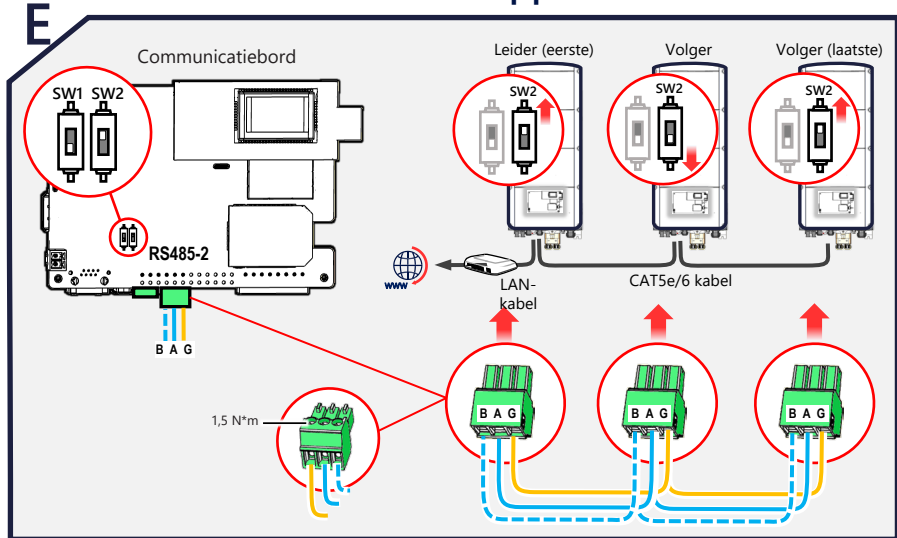 E
Communicatiebord
Leider (eerste)
Volger
Volger (laatste)
SW1 SW2
SW2
SW2
SW2
RS485-2
www
LAN-
kabel
CAT5e/6 kabel
B A G
1,5 N*m
B A G
B A G
B A G